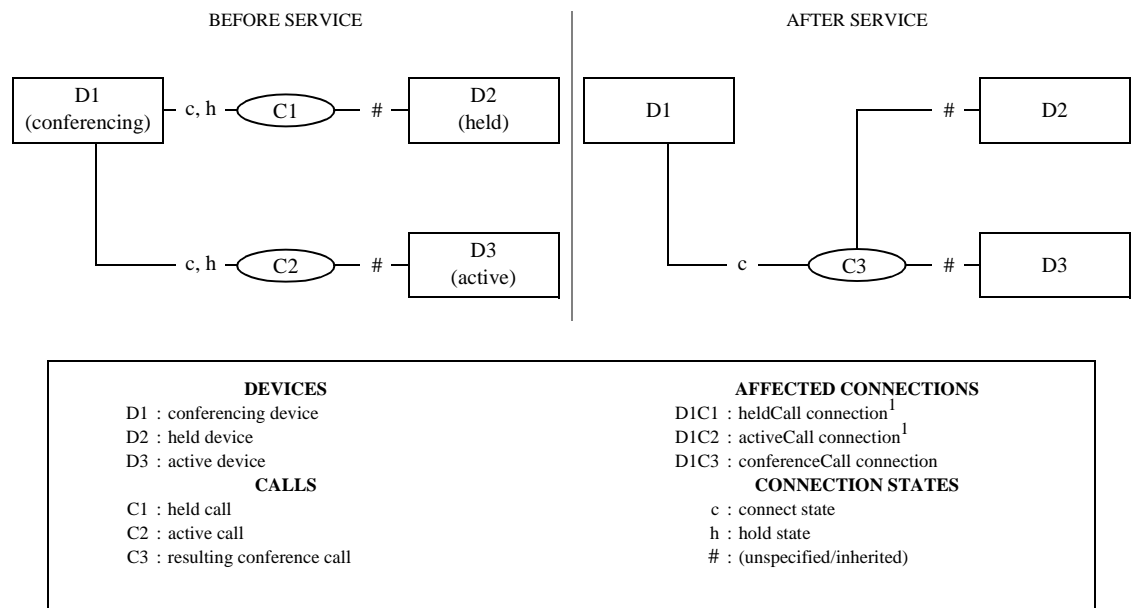 BEFORE SERVICE
AFTER SERVICE
D1
(conferencing)
c, h
C1
#
D2
(held)
c, h
C2
#
D3
(active)
D1
#
D2
c
C3
#
D3
DEVICES
D1 : conferencing device
D2 : held device
D3 : active device
CALLS
C1 : held call
C2 : active call
C3 : resulting conference call
AFFECTED CONNECTIONS
D1C1 : heldCall connection1
D1C2 : activeCall connection1
D1C3 : conferenceCall connection
CONNECTION STATES
c : connect state
h : hold state
# : (unspecified/inherited)